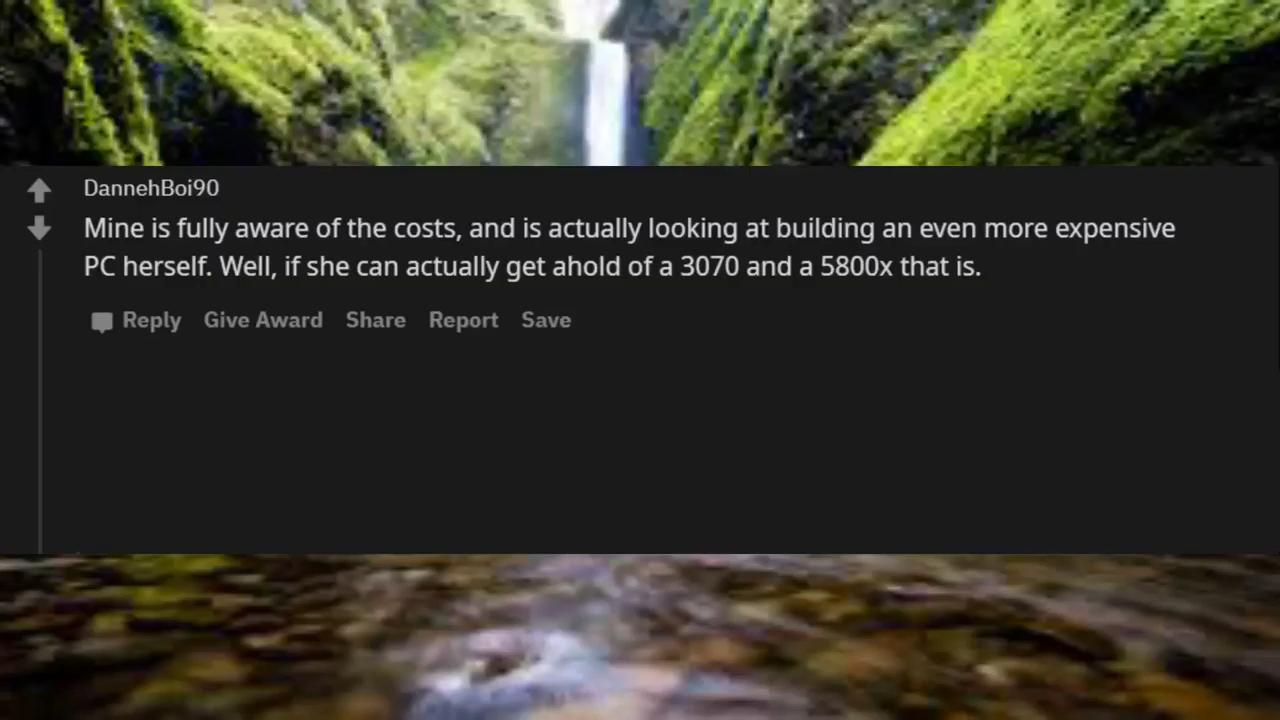 DannehBoi90
Mine is fully aware of the costs, and is actually looking at building an even more expensive
PC herself. Well, if she can actually get ahold of a 3070 and a 5800x that is.
Reply Give Award Share Report Save